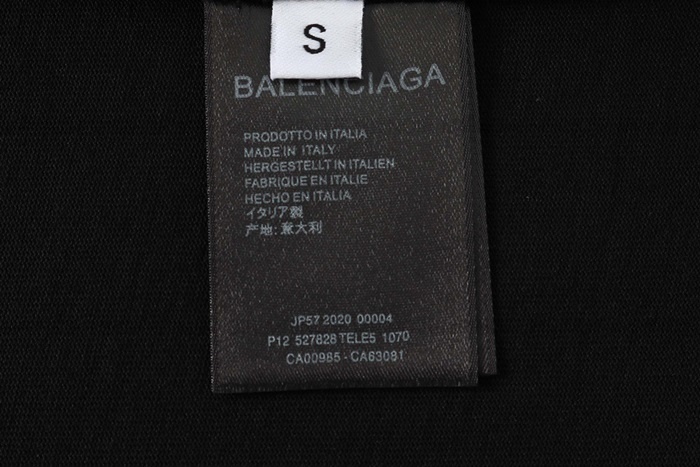 S
BALENCIAGA
PRODOTTO IN ITALIA
MADE IN ITALY
HERGESTELLT IN ITALIEN
FABRIQUE EN ITALIE
HECHO EN ITALIA
イタリア製
产地:意大利
JP57 2020 00004
P12 527828 TELE5 1070
CA00985-CA63081